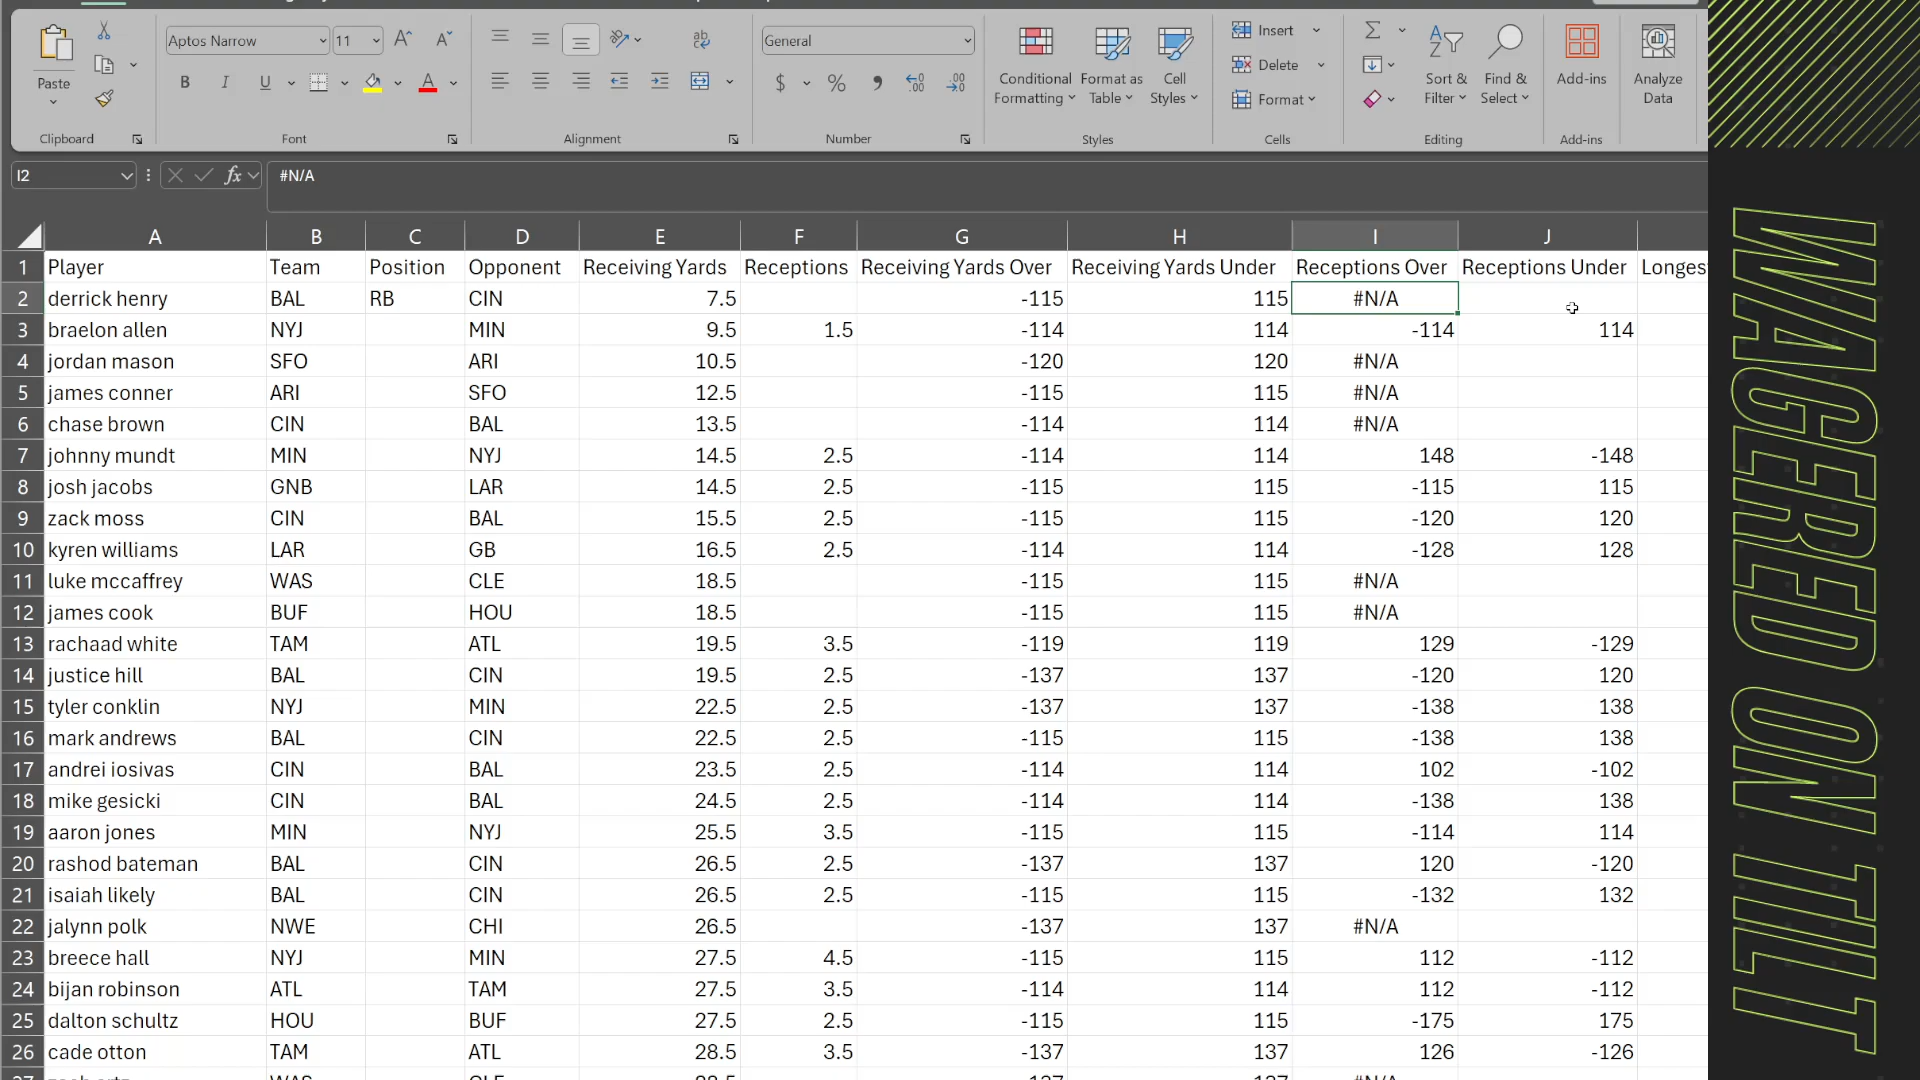 Aptos Narrow
11
General
Paste
B I U
A
$ %
Conditional Formatting
Format as Table
Cell Styles
Insert
Delete
Format
Sort & Filter
Find & Select
Add-ins
Analyze Data
Clipboard
Font
Alignment
Number
Styles
Cells
Editing
Add-ins
I2
fx
#N/A
A B C D E F G H I J
1 Player Team Position Opponent Receiving Yards Receptions Receiving Yards Over Receiving Yards Under Receptions Over Receptions Under Longes
2 derrick henry BAL RB CIN 7.5 -115 115 #N/A
3 braelon allen NYJ MIN 9.5 1.5 -114 114 -114 114
4 jordan mason SFO ARI 10.5 -120 120 #N/A
5 james conner ARI SFO 12.5 -115 115 #N/A
6 chase brown CIN BAL 13.5 -114 114 #N/A
7 johnny mundt MIN NYJ 14.5 2.5 -114 114 148 -148
8 josh jacobs GNB LAR 14.5 2.5 -115 115 -115 115
9 zack moss CIN BAL 15.5 2.5 -115 115 -120 120
10 kyren williams LAR GB 16.5 2.5 -114 114 -128 128
11 luke mccaffrey WAS CLE 18.5 -115 115 #N/A
12 james cook BUF HOU 18.5 -115 115 #N/A
13 rachaad white TAM ATL 19.5 3.5 -119 119 129 -129
14 justice hill BAL CIN 19.5 2.5 -137 137 -120 120
15 tyler conklin NYJ MIN 22.5 2.5 -137 137 -138 138
16 mark andrews BAL CIN 22.5 2.5 -115 115 -138 138
17 andrei iosivas CIN BAL 23.5 2.5 -114 114 102 -102
18 mike gesicki CIN BAL 24.5 2.5 -114 114 -138 138
19 aaron jones MIN NYJ 25.5 3.5 -115 115 -114 114
20 rashod bateman BAL CIN 26.5 2.5 -137 137 120 -120
21 isaiah likely BAL CIN 26.5 2.5 -115 115 -132 132
22 jalynn polk NWE CHI 26.5 -137 137 #N/A
23 breece hall NYJ MIN 27.5 4.5 -115 115 112 -112
24 bijan robinson ATL TAM 27.5 3.5 -114 114 112 -112
25 dalton schultz HOU BUF 27.5 2.5 -115 115 -175 175
26 cade otton TAM ATL 28.5 3.5 -137 137 126 -126
WAGERED ON TILT